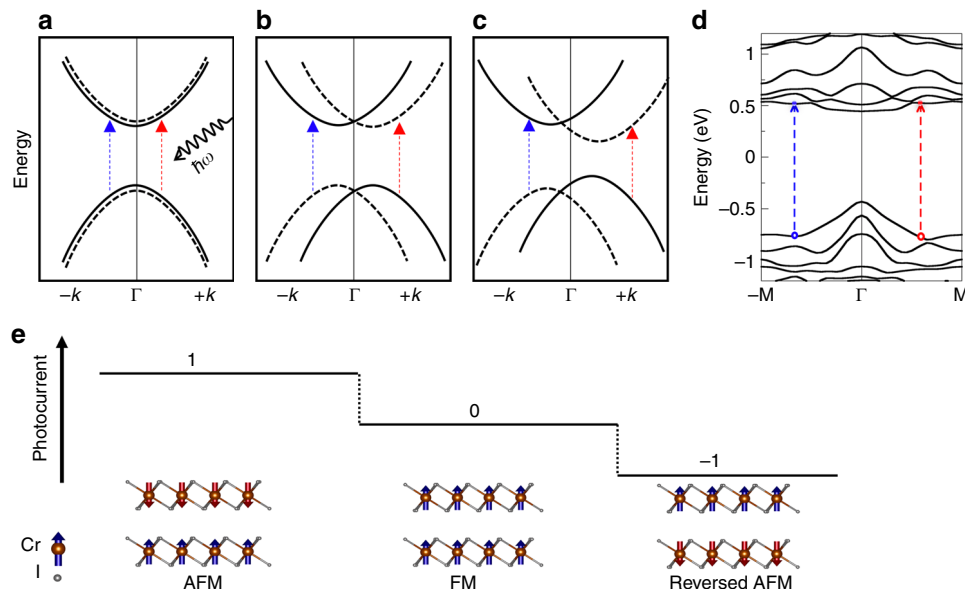 a b c d
Energy
ħω
–k Γ +k
–k Γ +k
–k Γ +k
Energy (eV)
1
0.5
0
–0.5
–1
–M Γ M
e
Photocurrent
1
0
–1
Cr
I
AFM FM Reversed AFM